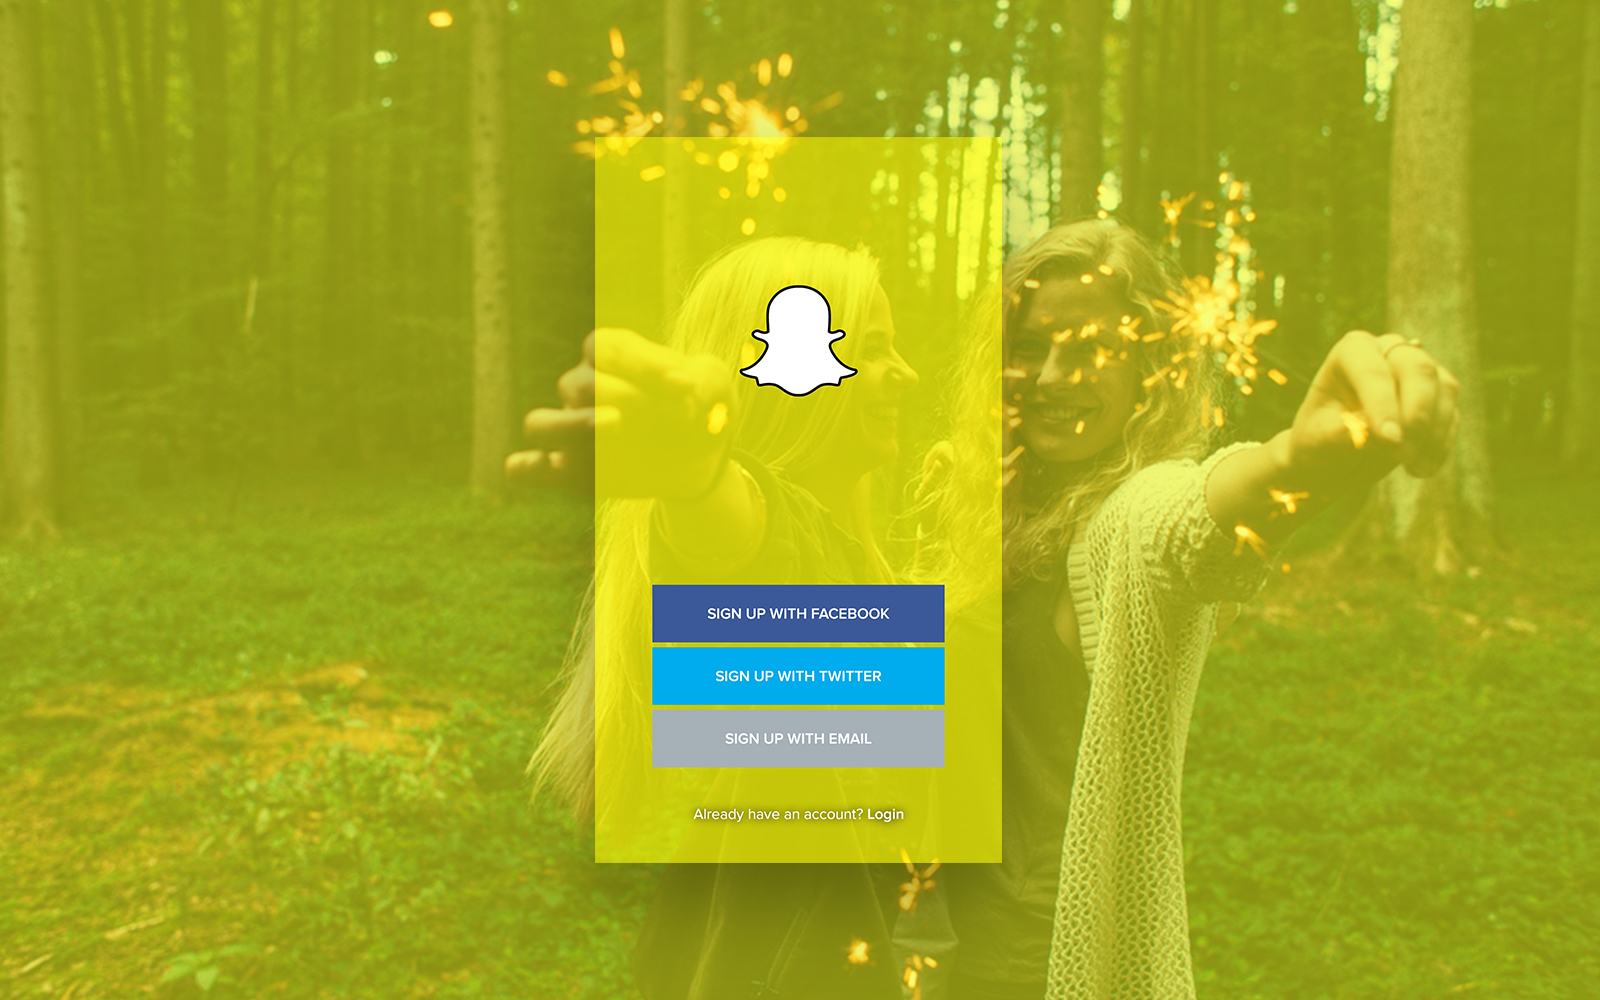 SIGN UP WITH FACEBOOK
SIGN UP WITH TWITTER
SIGN UP WITH EMAIL
Already have an account? Login